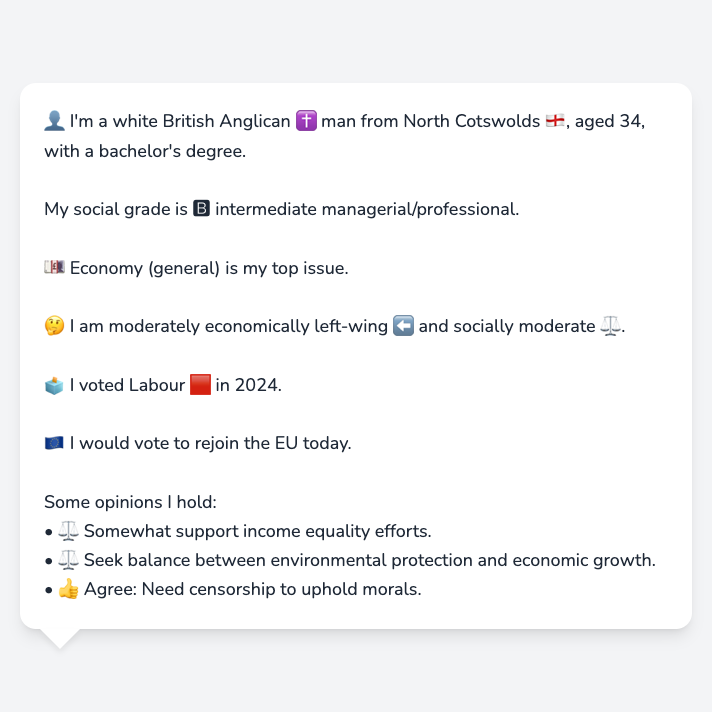 👤 I'm a white British Anglican ✝️ man from North Cotswolds 🏴󠁧󠁢󠁥󠁮󠁧󠁿, aged 34,
with a bachelor's degree.
My social grade is 🅱 intermediate managerial/professional.
💷 Economy (general) is my top issue.
🤔 I am moderately economically left-wing ⬅️ and socially moderate ⚖️.
🗳️ I voted Labour 🟥 in 2024.
🇪🇺 I would vote to rejoin the EU today.
Some opinions I hold:
• ⚖️ Somewhat support income equality efforts.
• ⚖️ Seek balance between environmental protection and economic growth.
• 👍 Agree: Need censorship to uphold morals.